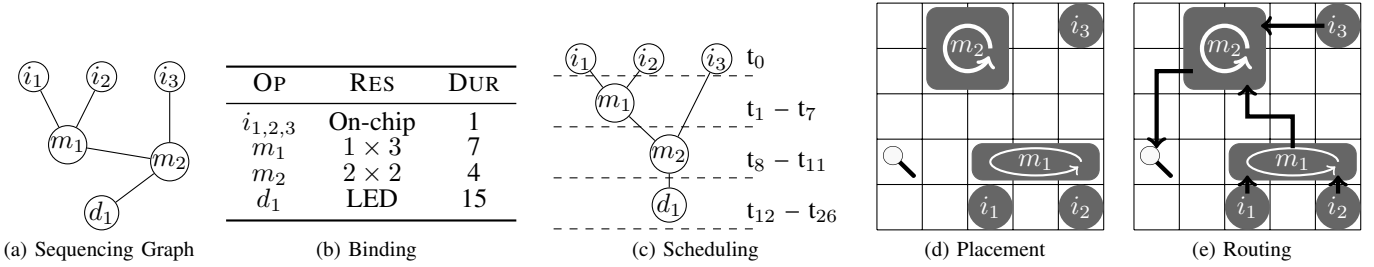 i1 i2 i3
m1
m2
d1
(a) Sequencing Graph
OP RES DUR
i1,2,3 On-chip 1
m1 1 × 3 7
m2 2 × 2 4
d1 LED 15
(b) Binding
i1 i2 i3 t0
m1 t1 – t7
m2 t8 – t11
d1 t12 – t26
(c) Scheduling
m2 i3
m1
i1 i2
(d) Placement
m2 i3
m1
i1 i2
(e) Routing